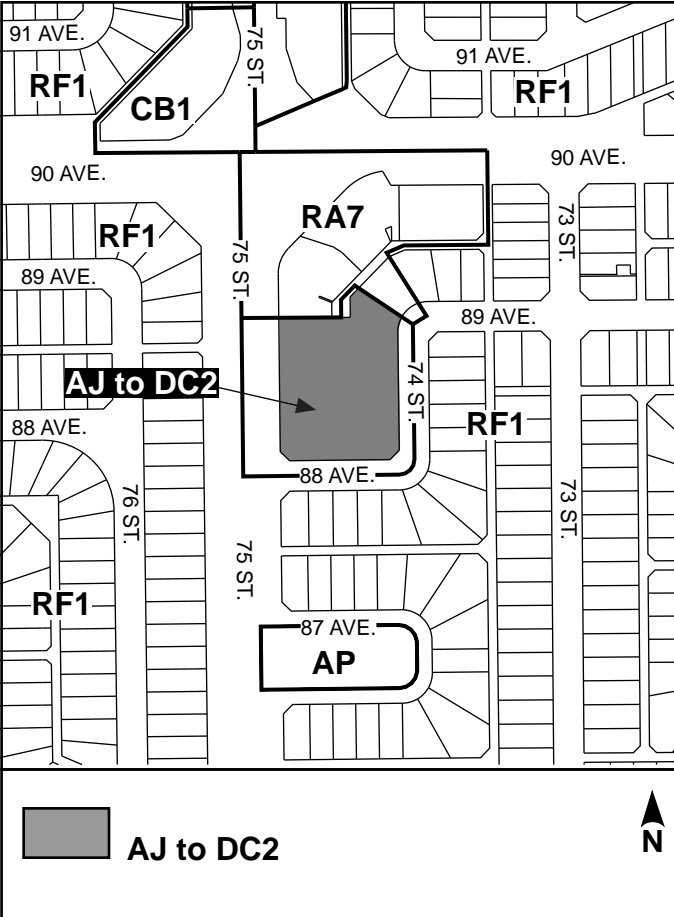 91 AVE.
75 ST.
91 AVE.
RF1
RF1
CB1
90 AVE.
90 AVE.
RA7
73 ST.
RF1
75 ST.
89 AVE.
89 AVE.
AJ to DC2
74 ST.
RF1
88 AVE.
88 AVE.
76 ST.
73 ST.
75 ST.
RF1
87 AVE.
AP
AJ to DC2
N